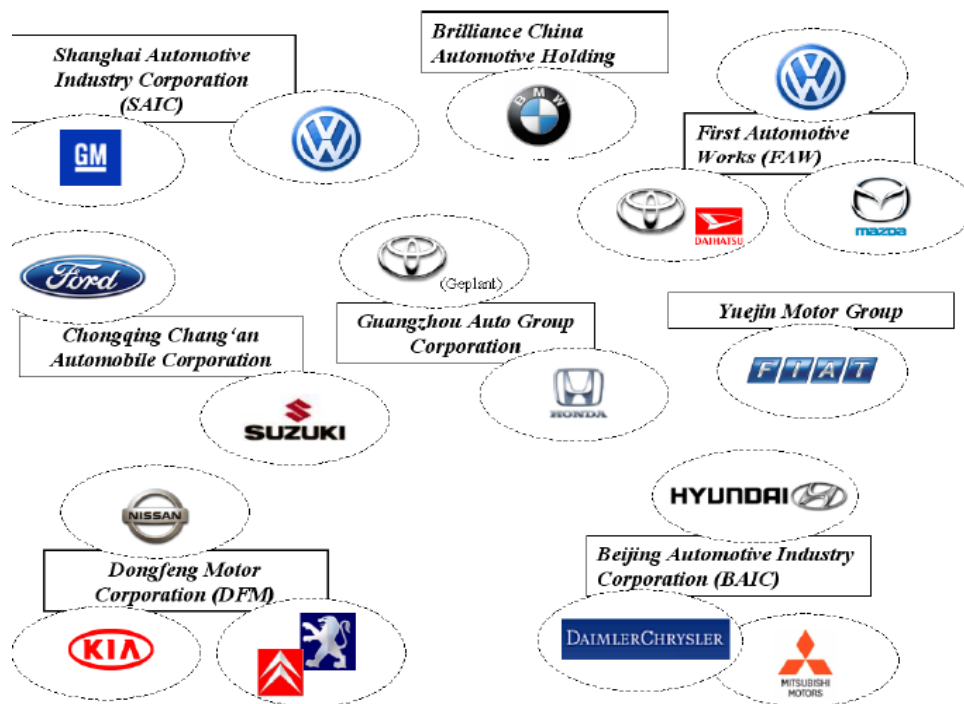 Shanghai Automotive
Industry Corporation
(SAIC)
GM
Brilliance China
Automotive Holding
BMW
First Automotive
Works (FAW)
DAIHATSU
mazda
Ford
Chongqing Chang‘an
Automobile Corporation
SUZUKI
(Geplant)
Guangzhou Auto Group
Corporation
HONDA
Yuejin Motor Group
FIAT
NISSAN
Dongfeng Motor
Corporation (DFM)
KIA
HYUNDAI
Beijing Automotive Industry
Corporation (BAIC)
DAIMLERCHRYSLER
MITSUBISHI
MOTORS